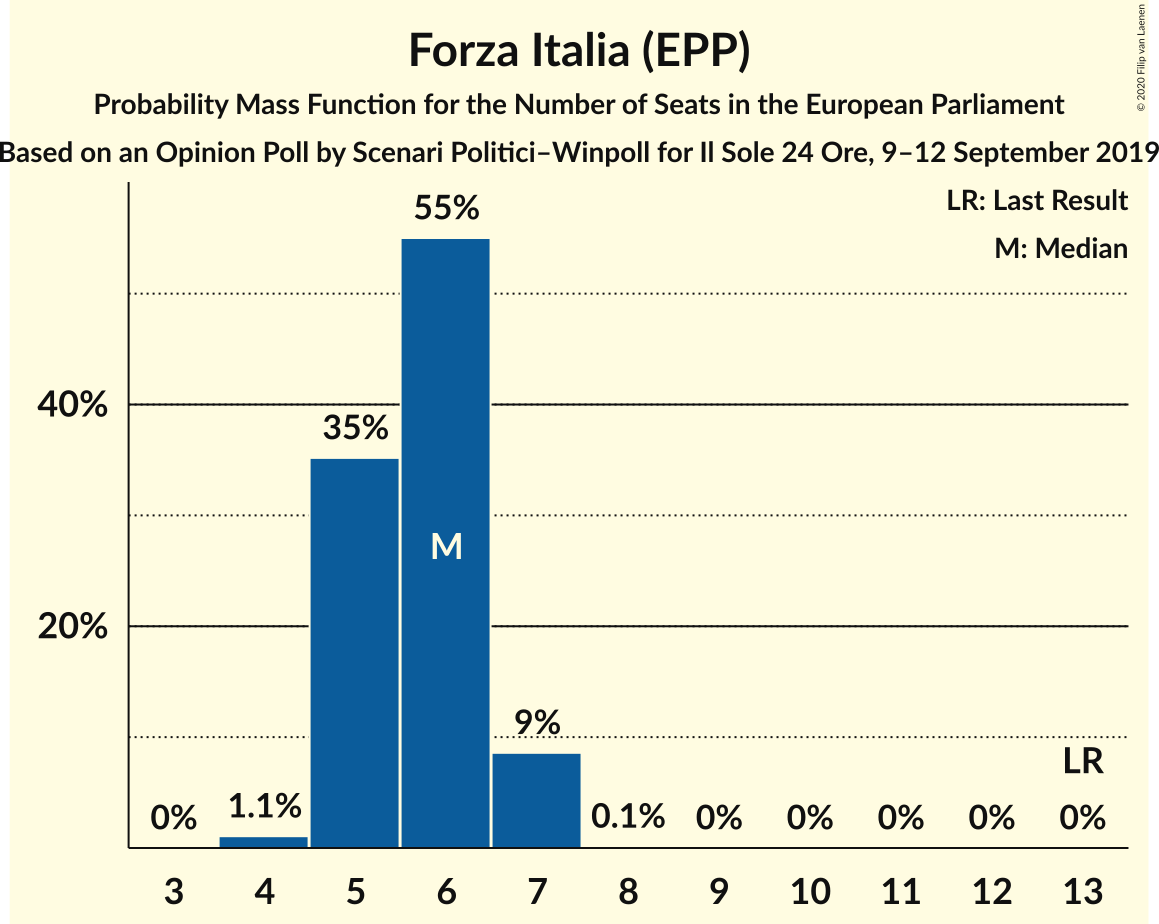 Forza Italia (EPP)
Probability Mass Function for the Number of Seats in the European Parliament
Based on an Opinion Poll by Scenari Politici–Winpoll for Il Sole 24 Ore, 9–12 September 2019
© 2020 Filip van Laenen
LR: Last Result
M: Median
55%
40%
35%
M
20%
9%
LR
0% 1.1% 0.1% 0% 0% 0% 0% 0%
3 4 5 6 7 8 9 10 11 12 13